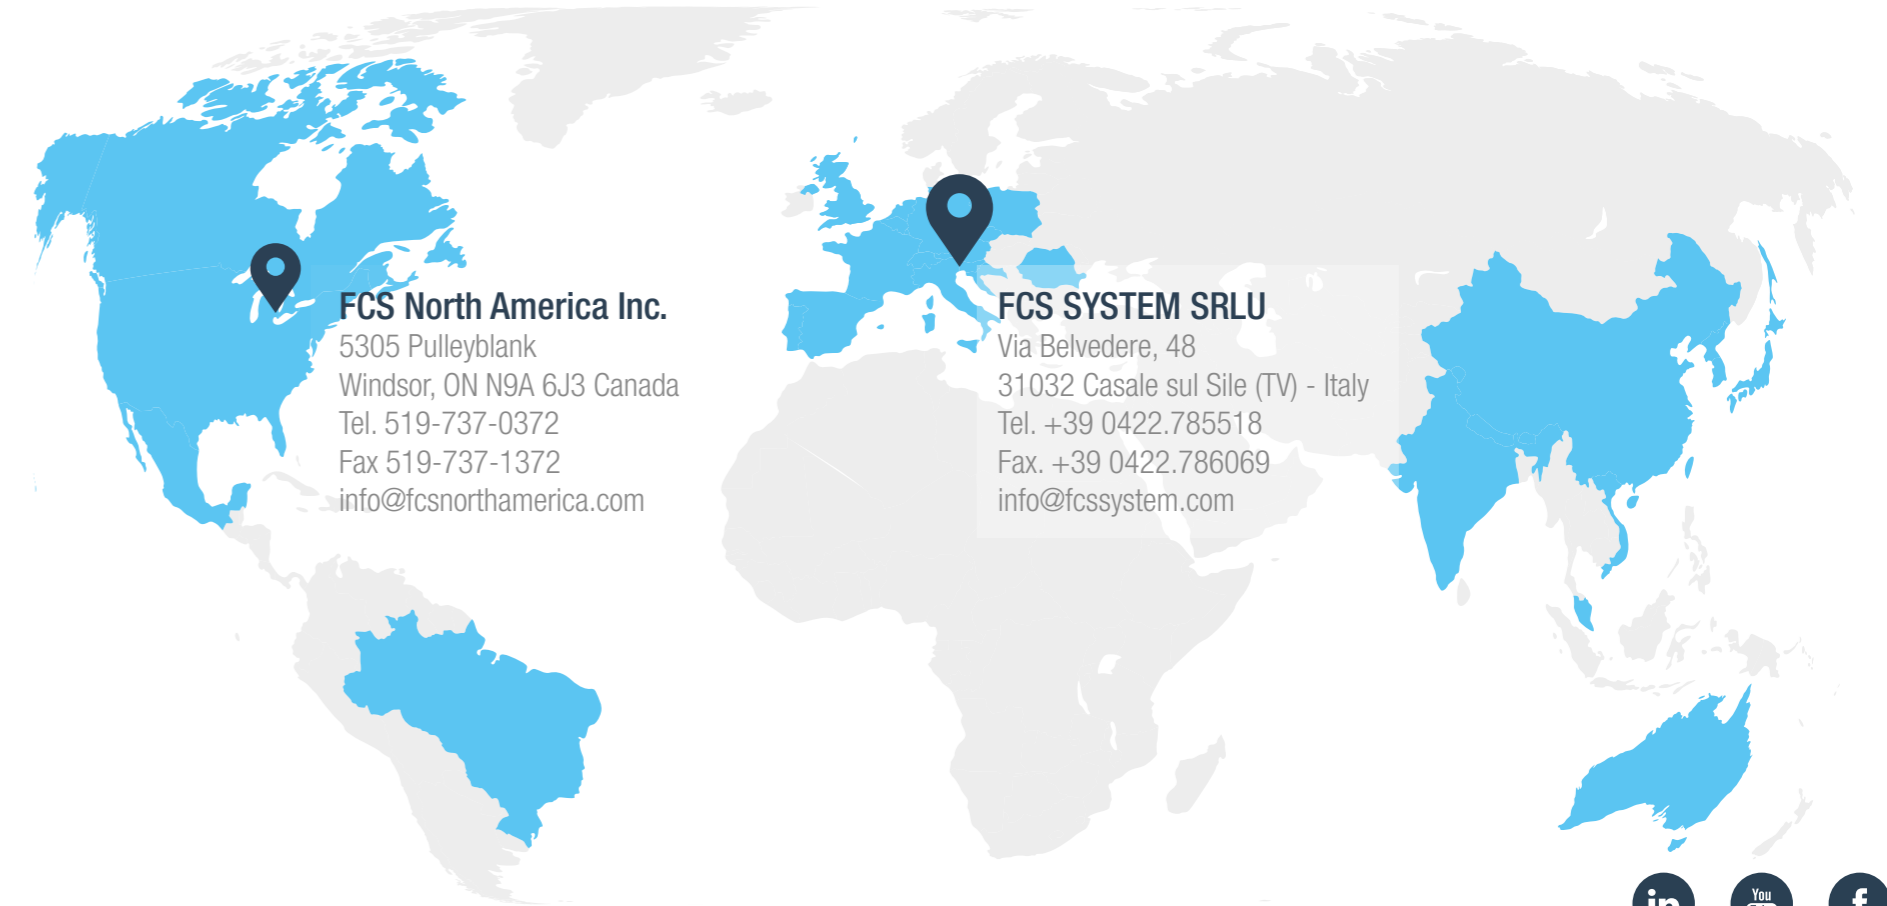 FCS North America Inc.
5305 Pulleyblank
Windsor, ON N9A 6J3 Canada
Tel. 519-737-0372
Fax 519-737-1372
info@fcsnorthamerica.com
FCS SYSTEM SRLU
Via Belvedere, 48
31032 Casale sul Sile (TV) - Italy
Tel. +39 0422.785518
Fax. +39 0422.786069
info@fcssystem.com
in
You
f